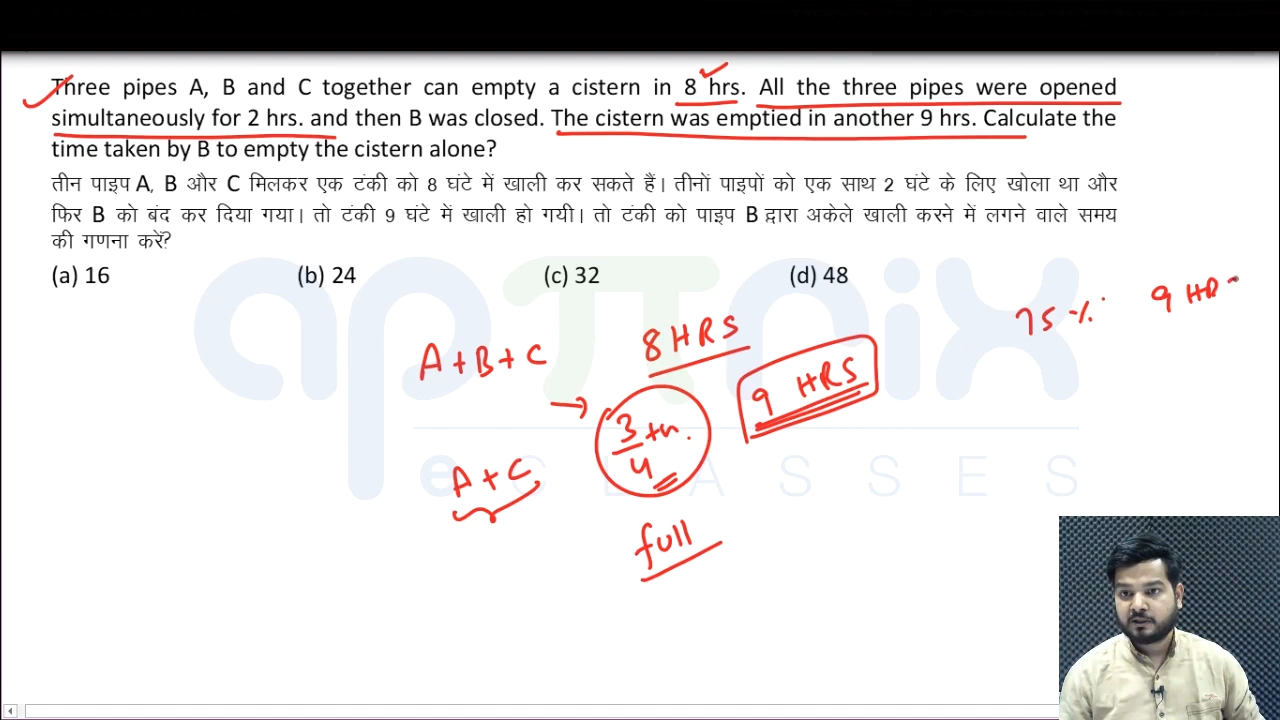 Three pipes A, B and C together can empty a cistern in 8 hrs. All the three pipes were opened
simultaneously for 2 hrs. and then B was closed. The cistern was emptied in another 9 hrs. Calculate the
time taken by B to empty the cistern alone?
तीन पाइप A, B और C मिलकर एक टंकी को 8 घंटे में खाली कर सकते हैं। तीनों पाइपों को एक साथ 2 घंटे के लिए खोला था और
फिर B को बंद कर दिया गया। तो टंकी 9 घंटे में खाली हो गयी। तो टंकी को पाइप B द्वारा अकेले खाली करने में लगने वाले समय
की गणना करें?
(a) 16 (b) 24 (c) 32 (d) 48
75% 9 HR
A+B+C 8 HRS
9 HRS
3/4 th.
A+C
full
eCLASSES